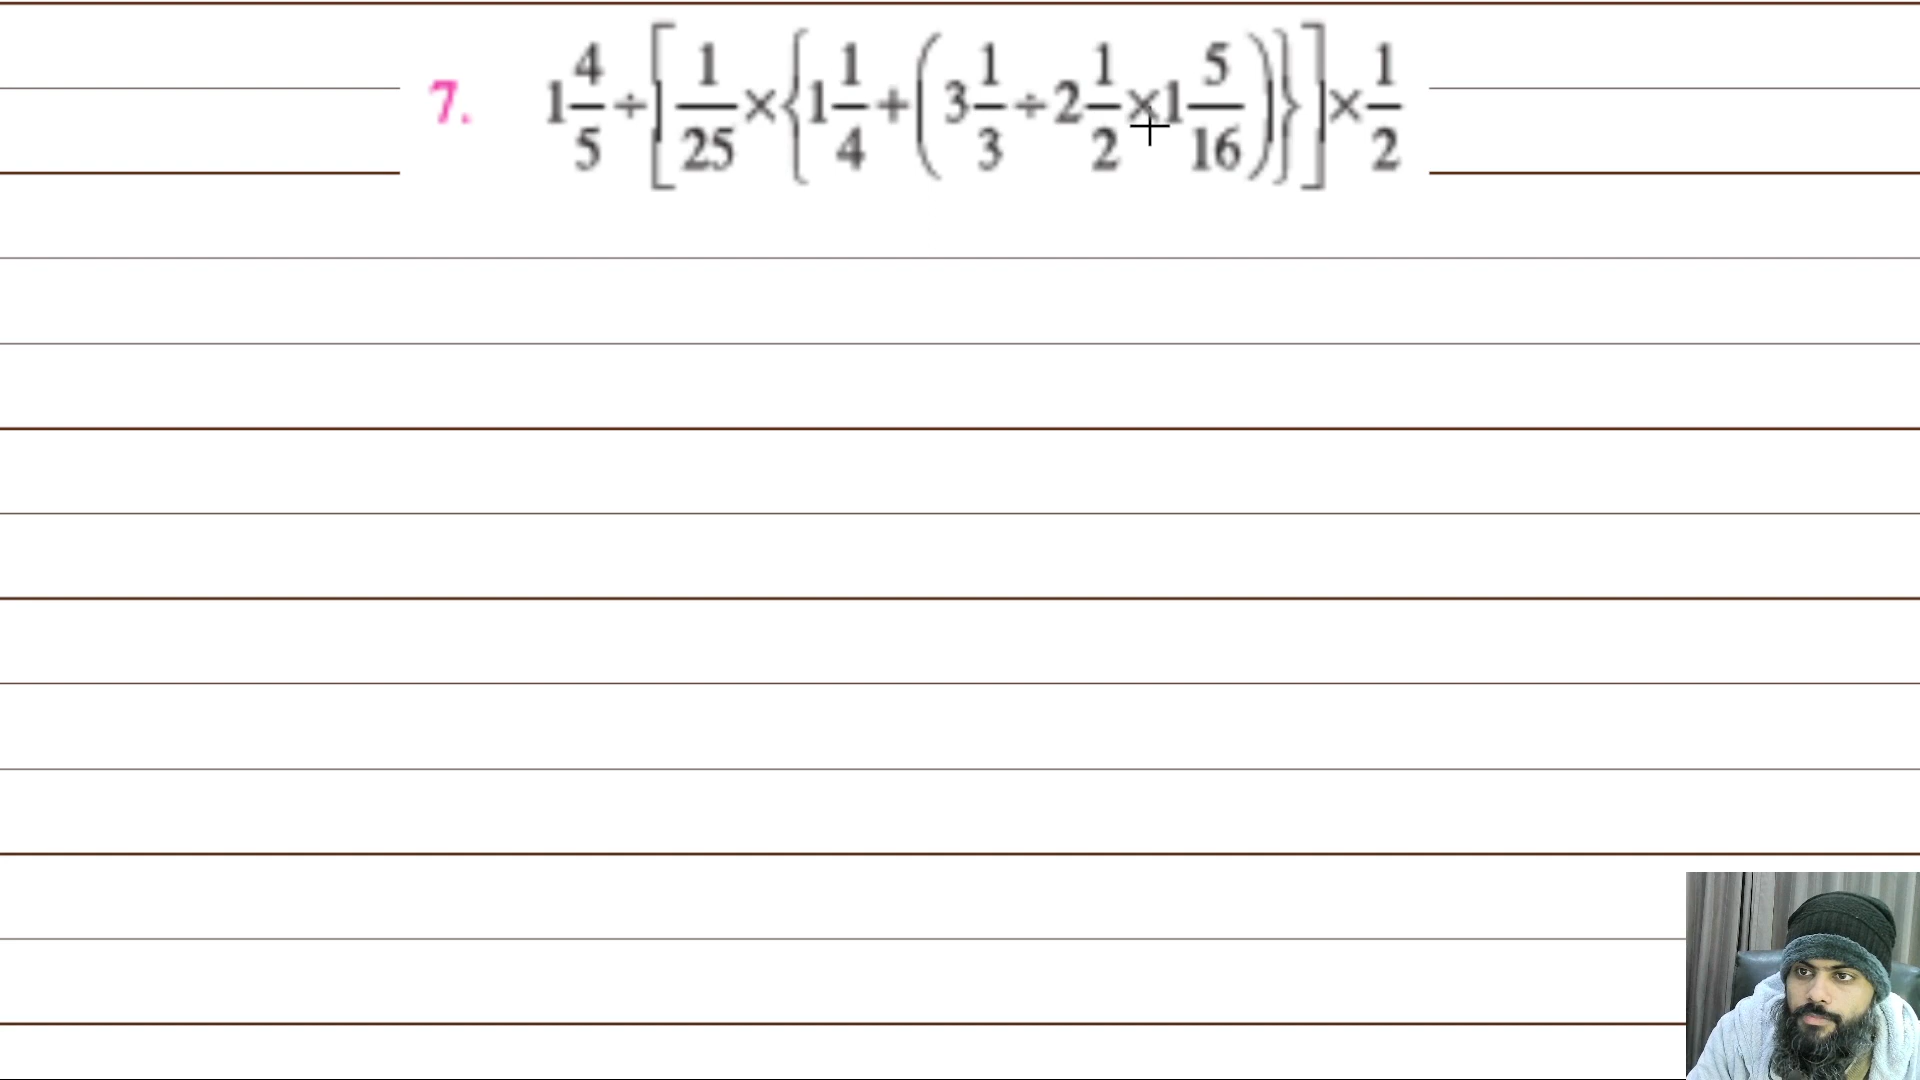 7. 1 4/5 ÷ [1/25 × {1 1/4 + (3 1/3 ÷ 2 1/2 × 1 5/16)}] × 1/2